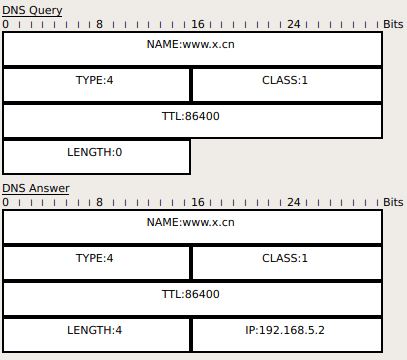 DNS Query
0 8 16 24 Bits
NAME:www.x.cn
TYPE:4 CLASS:1
TTL:86400
LENGTH:0
DNS Answer
0 8 16 24 Bits
NAME:www.x.cn
TYPE:4 CLASS:1
TTL:86400
LENGTH:4 IP:192.168.5.2